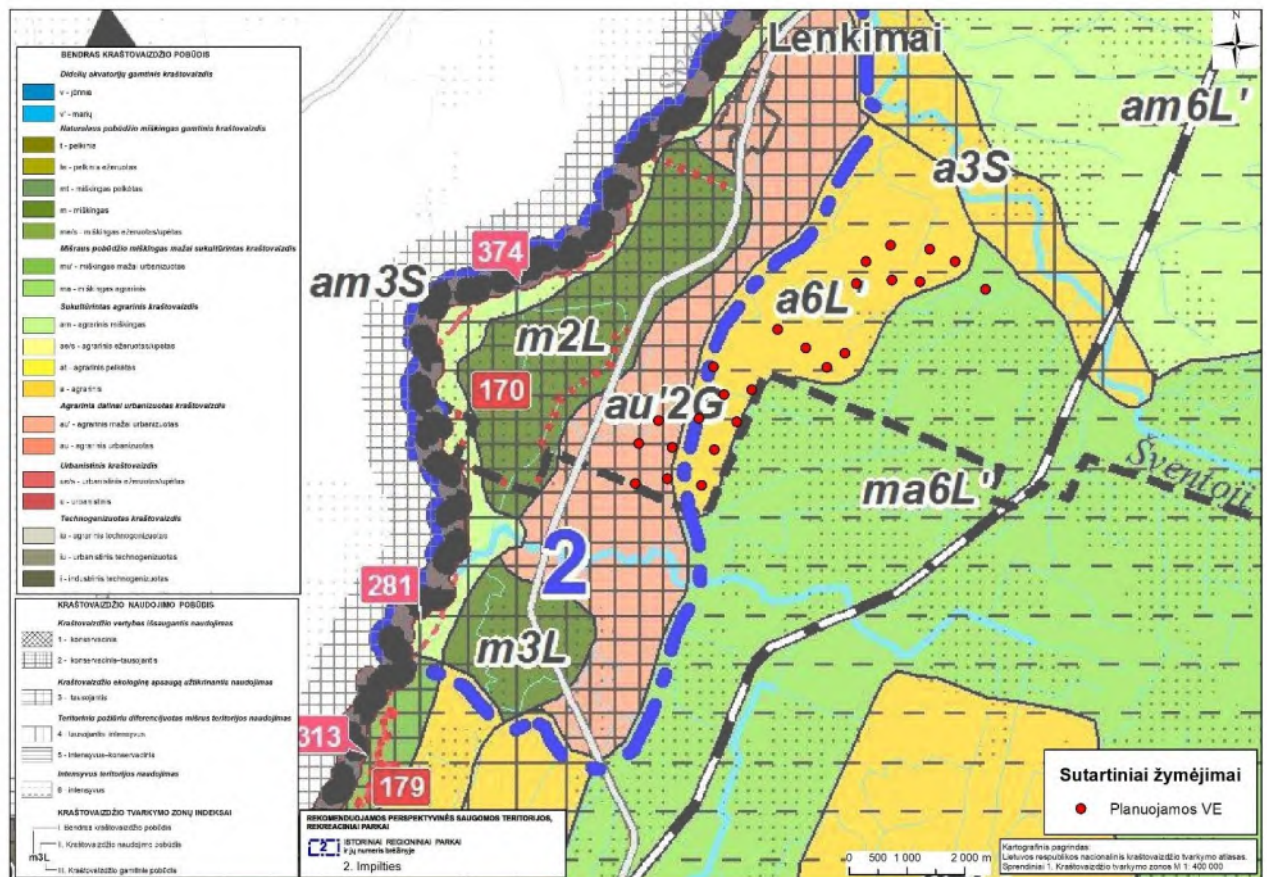 BENDRAS KRAŠTOVAIZDŽIO POBŪDIS
Didelių akvatorijų gamtinis kraštovaizdis
v - jūrinis
v' - marių
Natūralaus pobūdžio miškingas gamtinis kraštovaizdis
t - pelkinis
te - pelkinis ežeruotas
mt - miškingas pelkėtas
m - miškingas
me/s - miškingas ežeruotas/upėtas
Mišraus pobūdžio miškingas mažai sukultūrintas kraštovaizdis
mu' - miškingas mažai urbanizuotas
ma - miškingas agrarinis
Sukultūrintas agrarinis kraštovaizdis
am - agrarinis miškingas
ae/s - agrarinis ežeruotas/upėtas
at - agrarinis pelkėtas
a - agrarinis
Agrarinis dalinai urbanizuotas kraštovaizdis
au' - agrarinis mažai urbanizuotas
au - agrarinis urbanizuotas
Urbanistinis kraštovaizdis
ue/s - urbanistinis ežeruotas/upėtas
u - urbanistinis
Technogenizuotas kraštovaizdis
ia - agrarinis technogenizuotas
iu - urbanistinis technogenizuotas
i - industrinis technogenizuotas
KRAŠTOVAIZDŽIO NAUDOJIMO POBŪDIS
Kraštovaizdžio vertybes išsaugantis naudojimas
1 - konservacinis
2 - konservacinis-tausojantis
Kraštovaizdžio ekologinę apsaugą užtikrinantis naudojimas
3 - tausojantis
Teritoriniu požiūriu diferencijuotas mišrus teritorijos naudojimas
4 - tausojantis intensyvus
5 - intensyvus-konservacinis
Intensyvus teritorijos naudojimas
6 - intensyvus
KRAŠTOVAIZDŽIO TVARKYMO ZONŲ INDEKSAI
I. Bendras kraštovaizdžio pobūdis
II. Kraštovaizdžio naudojimo pobūdis
m3L
III. Kraštovaizdžio gamtinis pobūdis
Lenkimai
N
am6L'
a3S
374
am3S
a6L'
m2L
170
au'2G
ma6L'
Šventoji
2
281
m3L
313
179
REKOMENDUOJAMOS PERSPEKTYVINĖS SAUGOMOS TERITORIJOS,
REKREACINIAI PARKAI
2
ISTORINIAI REGIONINIAI PARKAI
ir jų numeris brėžinyje
2. Impilties
Sutartiniai žymėjimai
Planuojamos VE
0 500 1 000 2 000 m
Kartografinis pagrindas:
Lietuvos respublikos nacionalinis kraštovaizdžio tvarkymo atlasas.
Sprendiniai 1. Kraštovaizdžio tvarkymo zonos M 1: 400 000